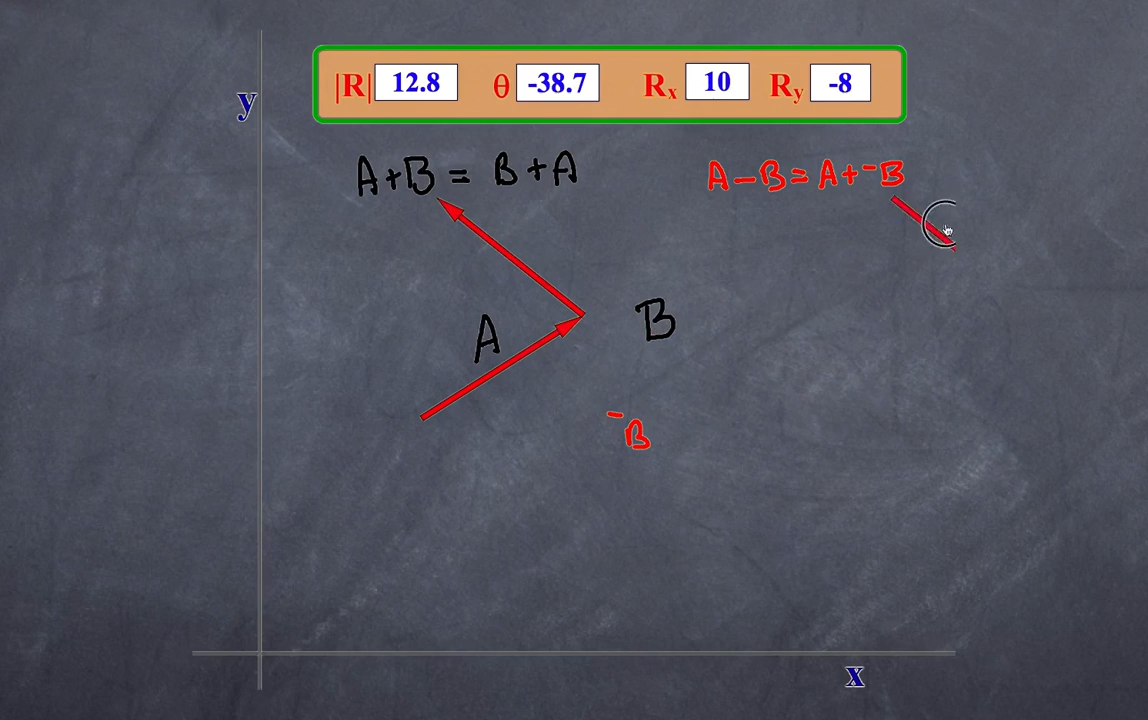 |R| 12.8 θ -38.7 Rx 10 Ry -8
y
A+B = B+A
A-B=A+-B
A
B
-B
x